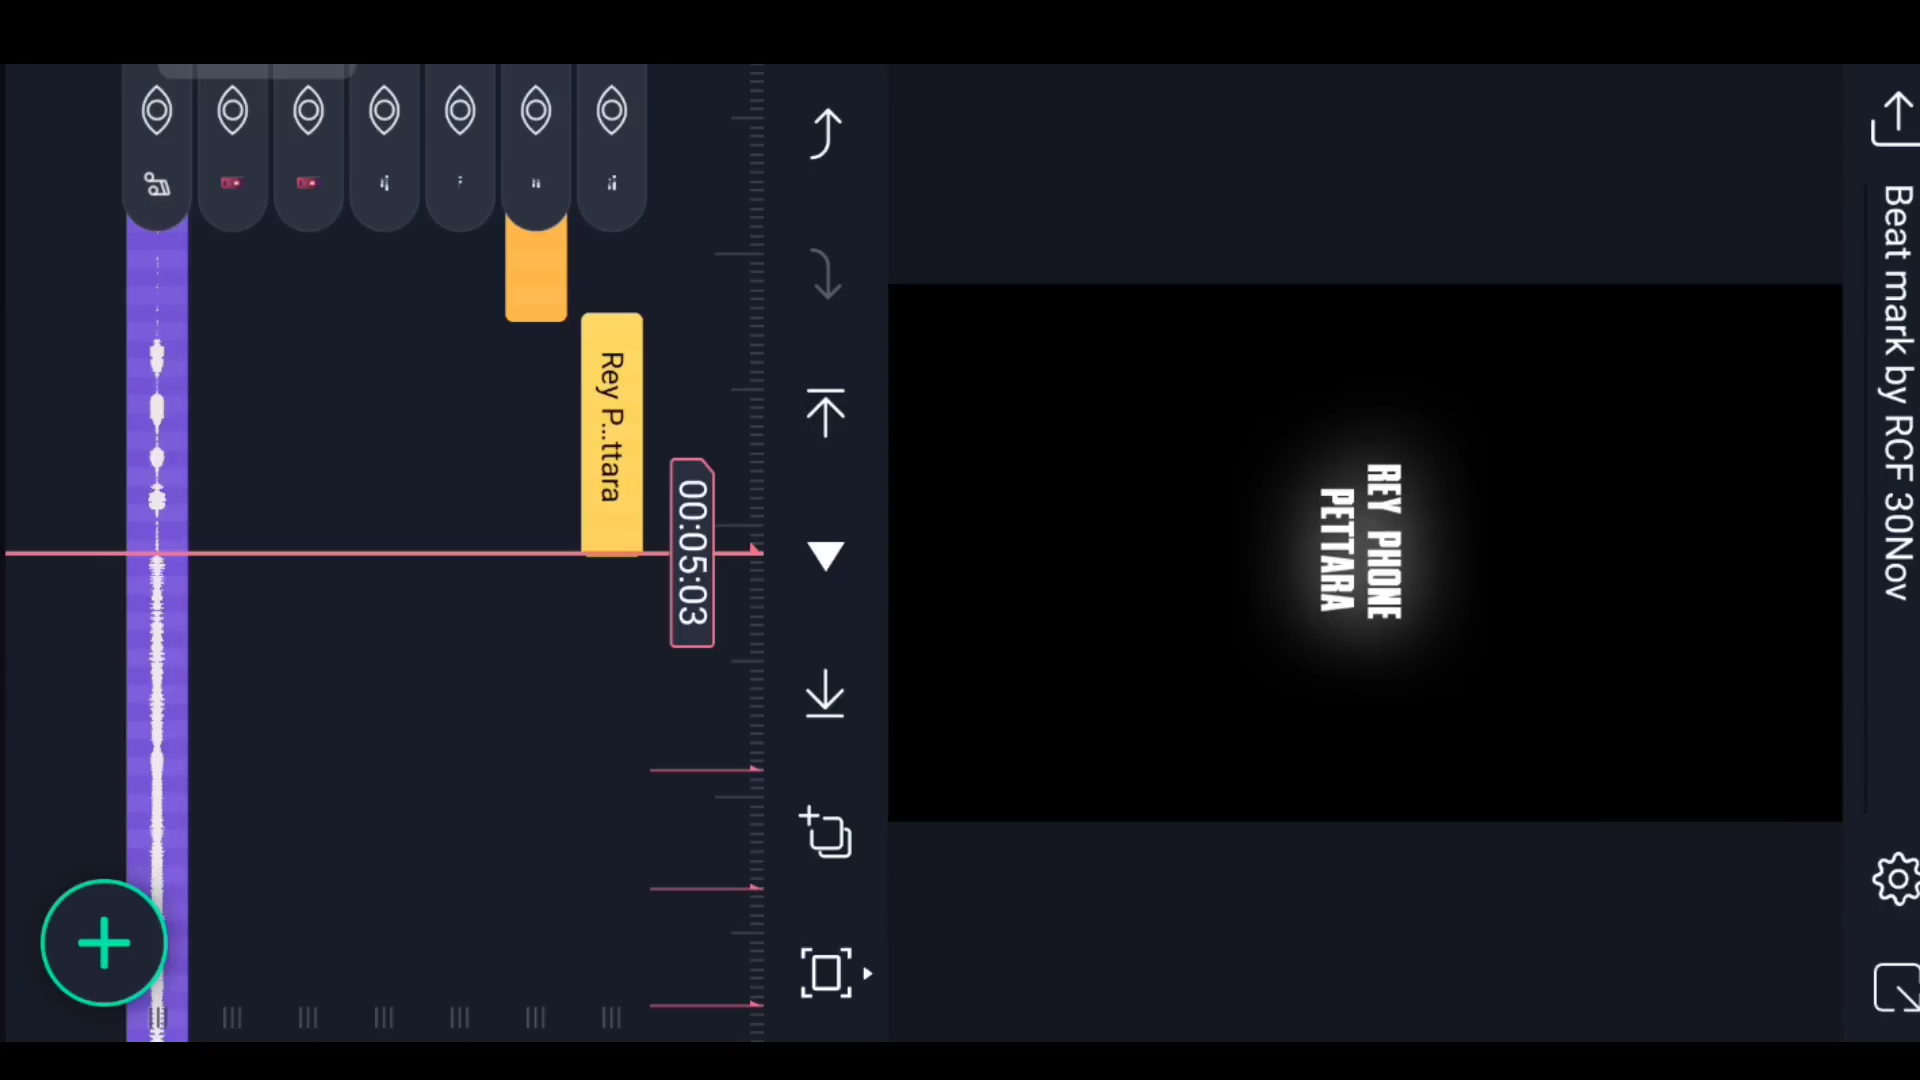 Beat mark by RCF 30Nov
REY PHONE
PETTARA
00:05:03
Rey P...ttara